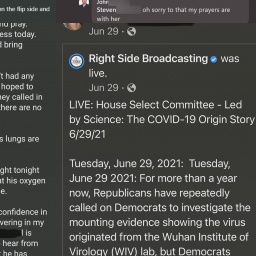 n the flip side and
John
Steven oh sorry to that my prayers are
with her
nd pray.
ess today.
d bring
Jun 29 ·
't had any
hoped to
hey called in
here are no
s lungs are
ght tonight
t his oxygen
e.
confidence in
vering in my
l is
hear from
he has
Right Side Broadcasting was
live.
Jun 29 ·
LIVE: House Select Committee - Led
by Science: The COVID-19 Origin Story
6/29/21
Tuesday, June 29, 2021: Tuesday,
June 29 2021: For more than a year
now, Republicans have repeatedly
called on Democrats to investigate the
mounting evidence showing the virus
originated from the Wuhan Institute of
Virology (WIV) lab, but Democrats